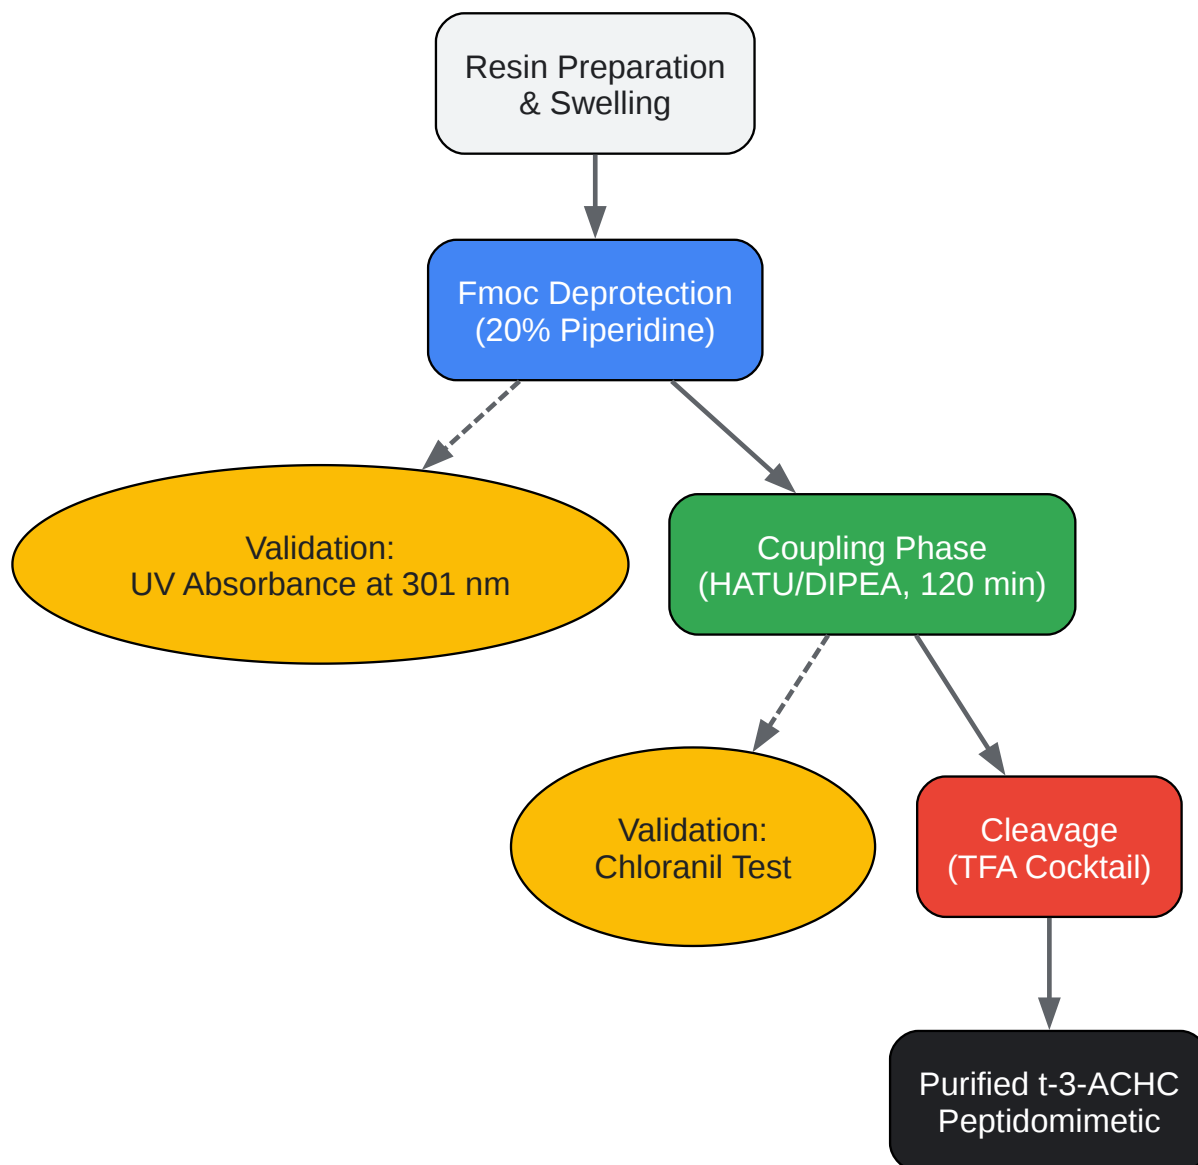 Resin Preparation
& Swelling
Fmoc Deprotection
(20% Piperidine)
Validation:
UV Absorbance at 301 nm
Coupling Phase
(HATU/DIPEA, 120 min)
Validation:
Chloranil Test
Cleavage
(TFA Cocktail)
Purified t-3-ACHC
Peptidomimetic